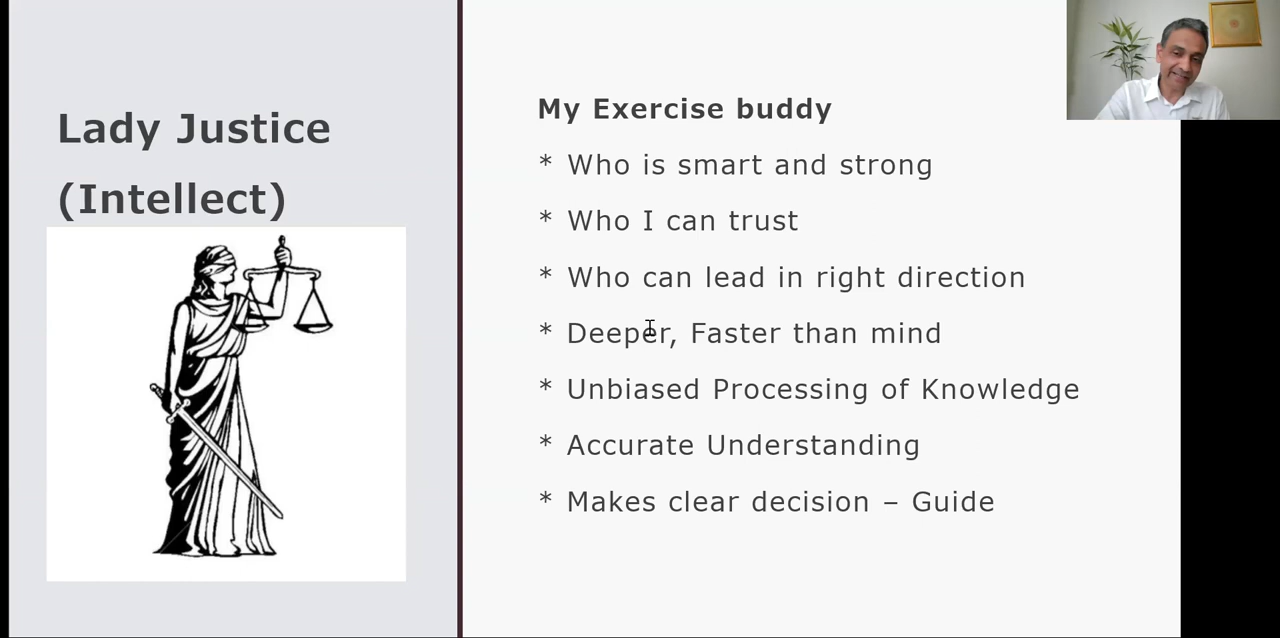 Lady Justice
(Intellect)
My Exercise buddy
* Who is smart and strong
* Who I can trust
* Who can lead in right direction
* Deeper, Faster than mind
* Unbiased Processing of Knowledge
* Accurate Understanding
* Makes clear decision – Guide